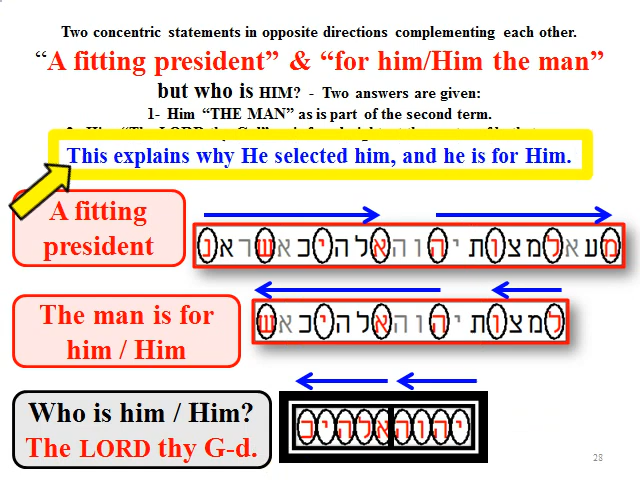 Two concentric statements in opposite directions complementing each other.
“A fitting president” & “for him/Him the man”
but who is HIM? - Two answers are given:
1- Him “THE MAN” as is part of the second term.
This explains why He selected him, and he is for Him.
A fitting
president
מעאלמצותיהוהאלהיכאשראנ
The man is for
him / Him
למצותיהוהאלהיכאש
Who is him / Him?
The LORD thy G-d.
יהוהאלהיכ
28